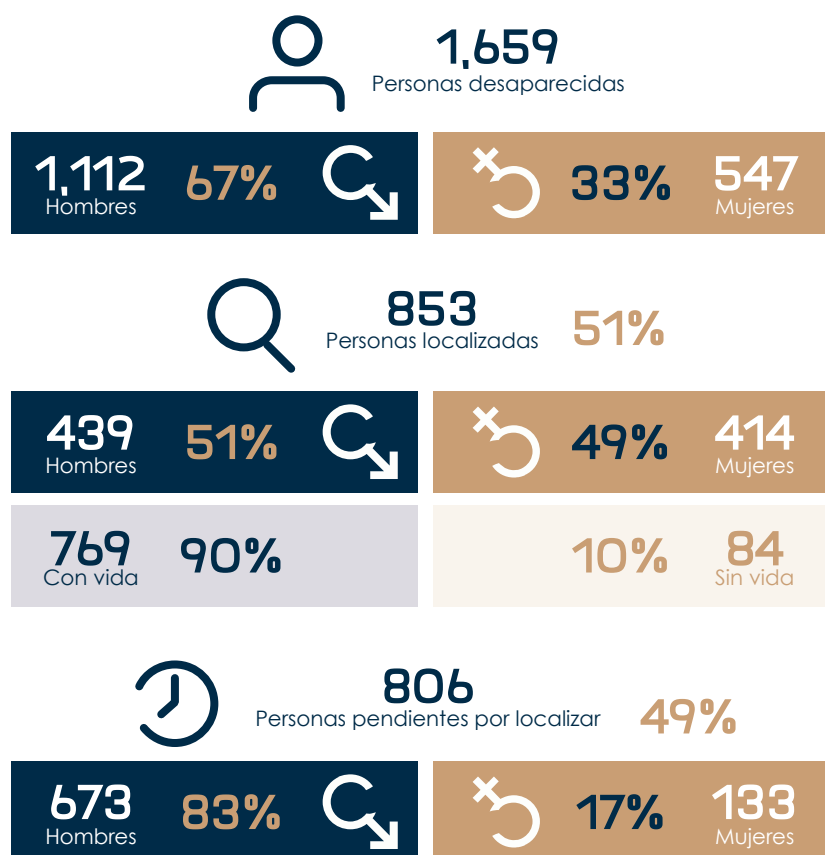 1,659
Personas desaparecidas
1,112 67% 33% 547
Hombres Mujeres
853
Personas localizadas 51%
439 51% 49% 414
Hombres Mujeres
769 90% 10% 84
Con vida Sin vida
806
Personas pendientes por localizar 49%
673 83% 17% 133
Hombres Mujeres